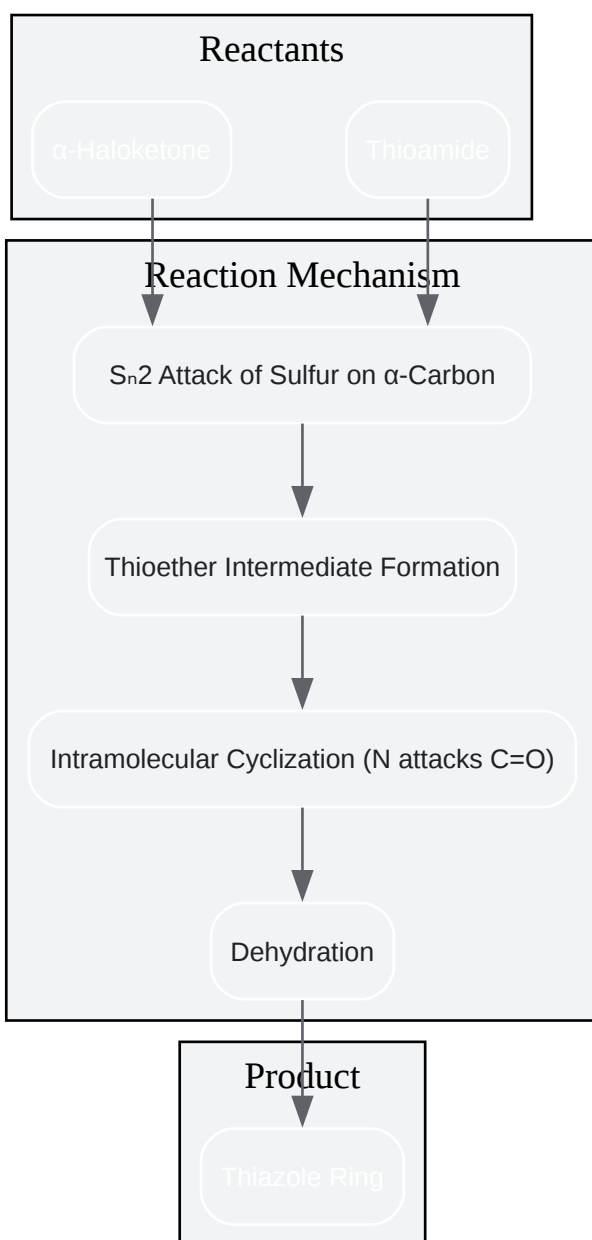 Reactants
α-Haloketone
Thioamide
Reaction Mechanism
Sₙ2 Attack of Sulfur on α-Carbon
Thioether Intermediate Formation
Intramolecular Cyclization (N attacks C=O)
Dehydration
Product
Thiazole Ring